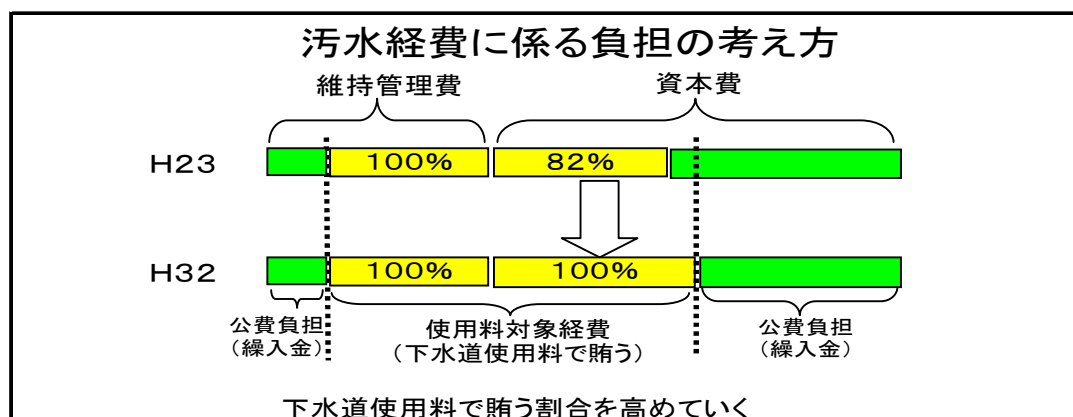 汚水経費に係る負担の考え方
維持管理費
資本費
H23
100%
82%
H32
100%
100%
公費負担
(繰入金)
使用料対象経費
(下水道使用料で賄う)
公費負担
(繰入金)
下水道使用料で賄う割合を高めていく